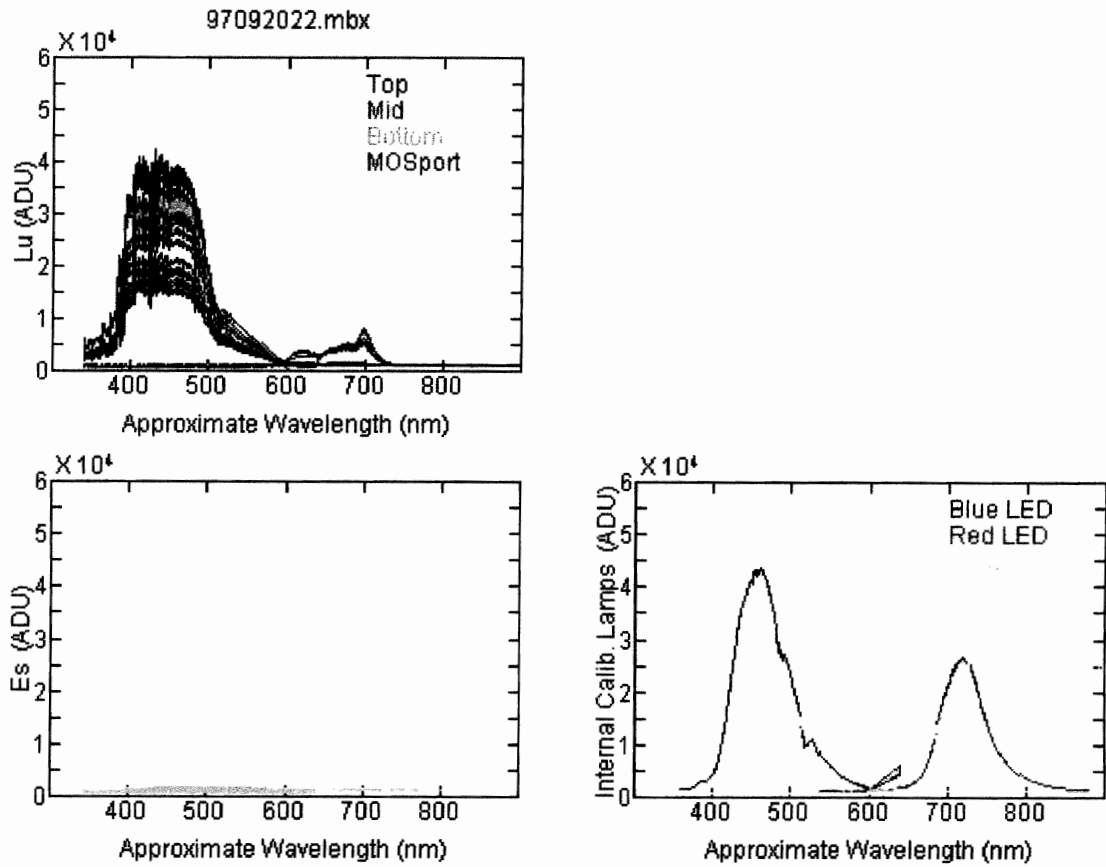 97092022.mbx
X 10⁴
6
5
4
3
2
1
0
Lu (ADU)
Top
Mid
Bottom
MOSport
400 500 600 700 800
Approximate Wavelength (nm)
X 10⁴
6
5
4
3
2
1
0
Es (ADU)
400 500 600 700 800
Approximate Wavelength (nm)
X 10⁴
6
5
4
3
2
1
0
Internal Calib. Lamps (ADU)
Blue LED
Red LED
400 500 600 700 800
Approximate Wavelength (nm)